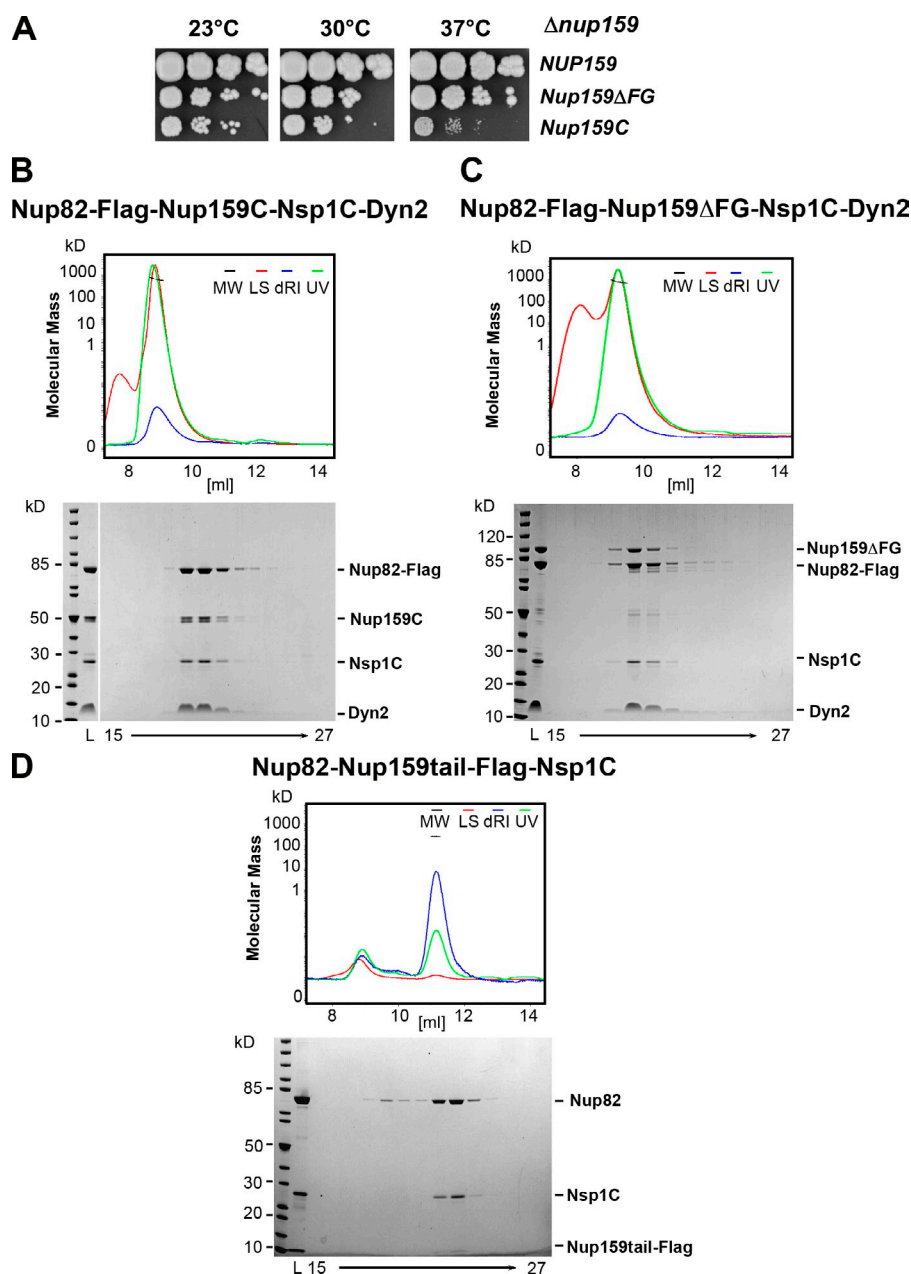 A
23°C 30°C 37°C Δnup159
NUP159
Nup159ΔFG
Nup159C
B
Nup82-Flag-Nup159C-Nsp1C-Dyn2
kD
Molecular Mass
1000
100
10
1
0
MW LS dRI UV
8 10 12 14
[ml]
kD
85
50
30
20
10
Nup82-Flag
Nup159C
Nsp1C
Dyn2
L 15 27
C
Nup82-Flag-Nup159ΔFG-Nsp1C-Dyn2
kD
Molecular Mass
1000
100
10
1
0
MW LS dRI UV
8 10 12 14
[ml]
kD
120
85
50
30
20
10
Nup159ΔFG
Nup82-Flag
Nsp1C
Dyn2
L 15 27
D
Nup82-Nup159tail-Flag-Nsp1C
kD
Molecular Mass
1000
100
10
1
0
MW LS dRI UV
8 10 12 14
[ml]
kD
85
50
30
20
10
Nup82
Nsp1C
Nup159tail-Flag
L 15 27